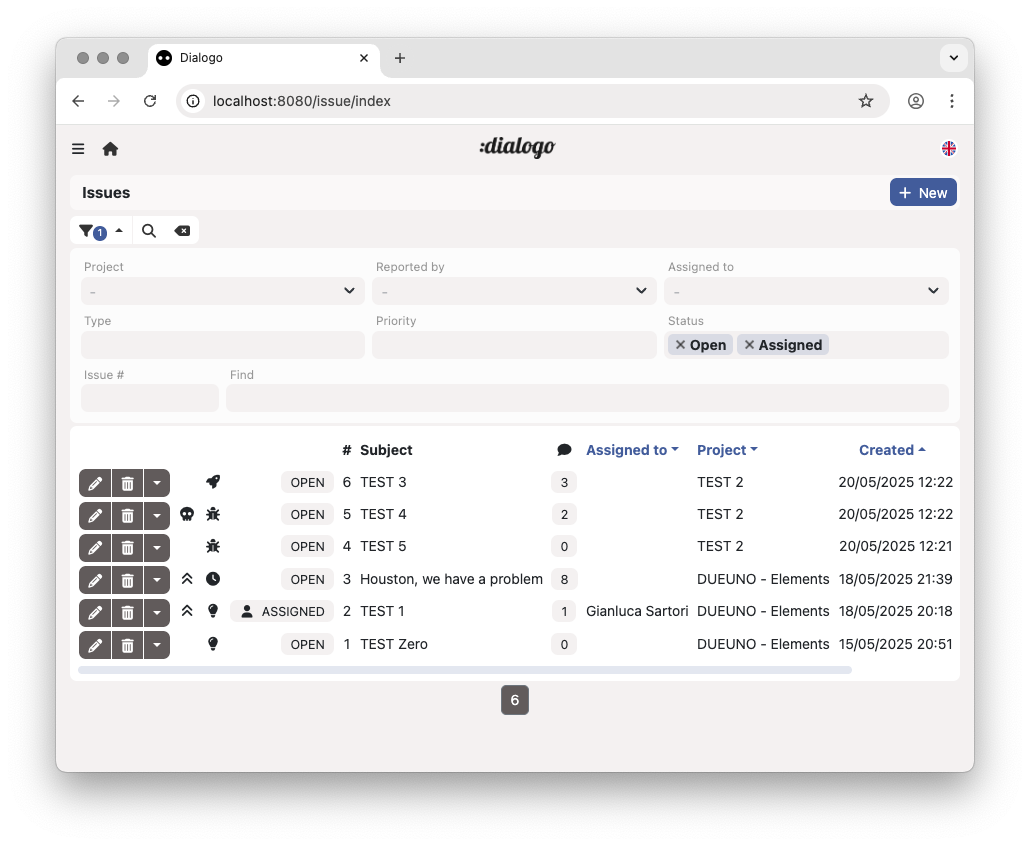 Dialogo
localhost:8080/issue/index
:dialogo
Issues
+ New
1
Project Reported by Assigned to
- - -
Type Priority Status
× Open × Assigned
Issue # Find
# Subject Assigned to Project Created
OPEN 6 TEST 3 3 TEST 2 20/05/2025 12:22
OPEN 5 TEST 4 2 TEST 2 20/05/2025 12:22
OPEN 4 TEST 5 0 TEST 2 20/05/2025 12:21
OPEN 3 Houston, we have a problem 8 DUEUNO - Elements 18/05/2025 21:39
ASSIGNED 2 TEST 1 1 Gianluca Sartori DUEUNO - Elements 18/05/2025 20:18
OPEN 1 TEST Zero 0 DUEUNO - Elements 15/05/2025 20:51
6